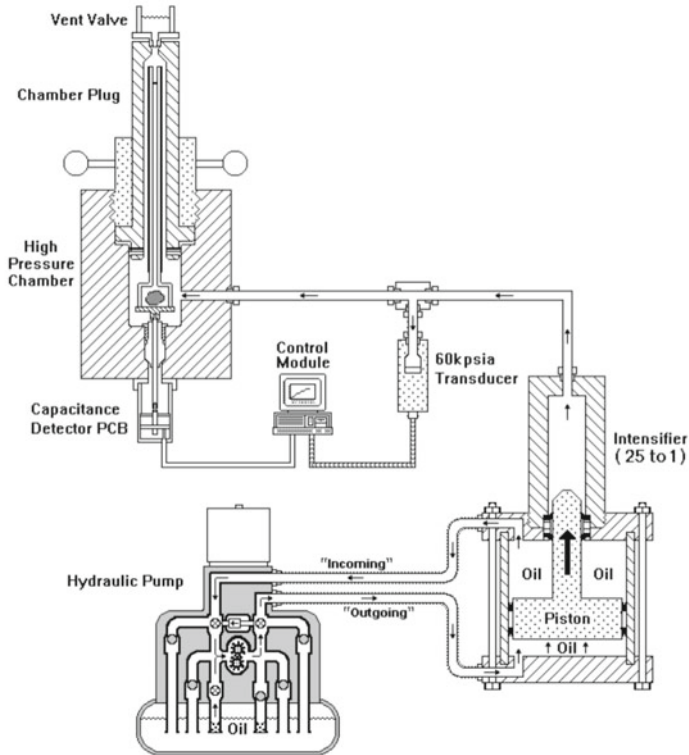 Vent Valve
Chamber Plug
High
Pressure
Chamber
Capacitance
Detector PCB
Control
Module
60kpsia
Transducer
Intensifier
( 25 to 1 )
Hydraulic Pump
"Incoming"
"Outgoing"
Oil
Oil
Piston
Oil
Oil